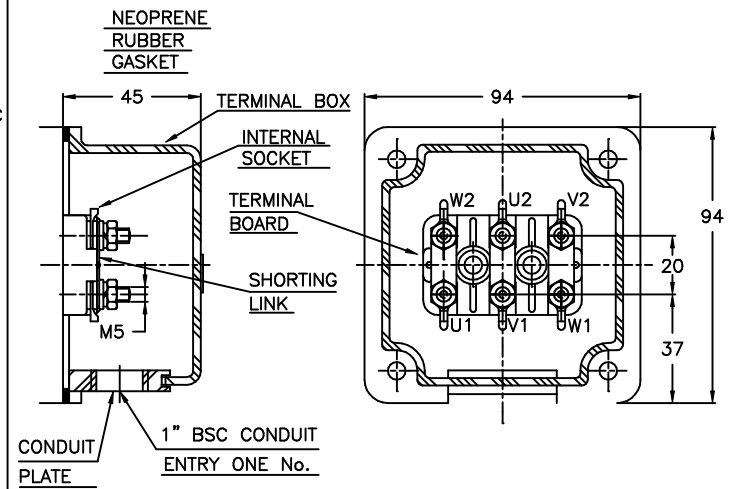 NEOPRENE
RUBBER
GASKET
45
TERMINAL BOX
94
INTERNAL
SOCKET
W2
U2
V2
TERMINAL
BOARD
94
20
SHORTING
LINK
M5
U1
V1
W1
37
CONDUIT
PLATE
1" BSC CONDUIT
ENTRY ONE No.